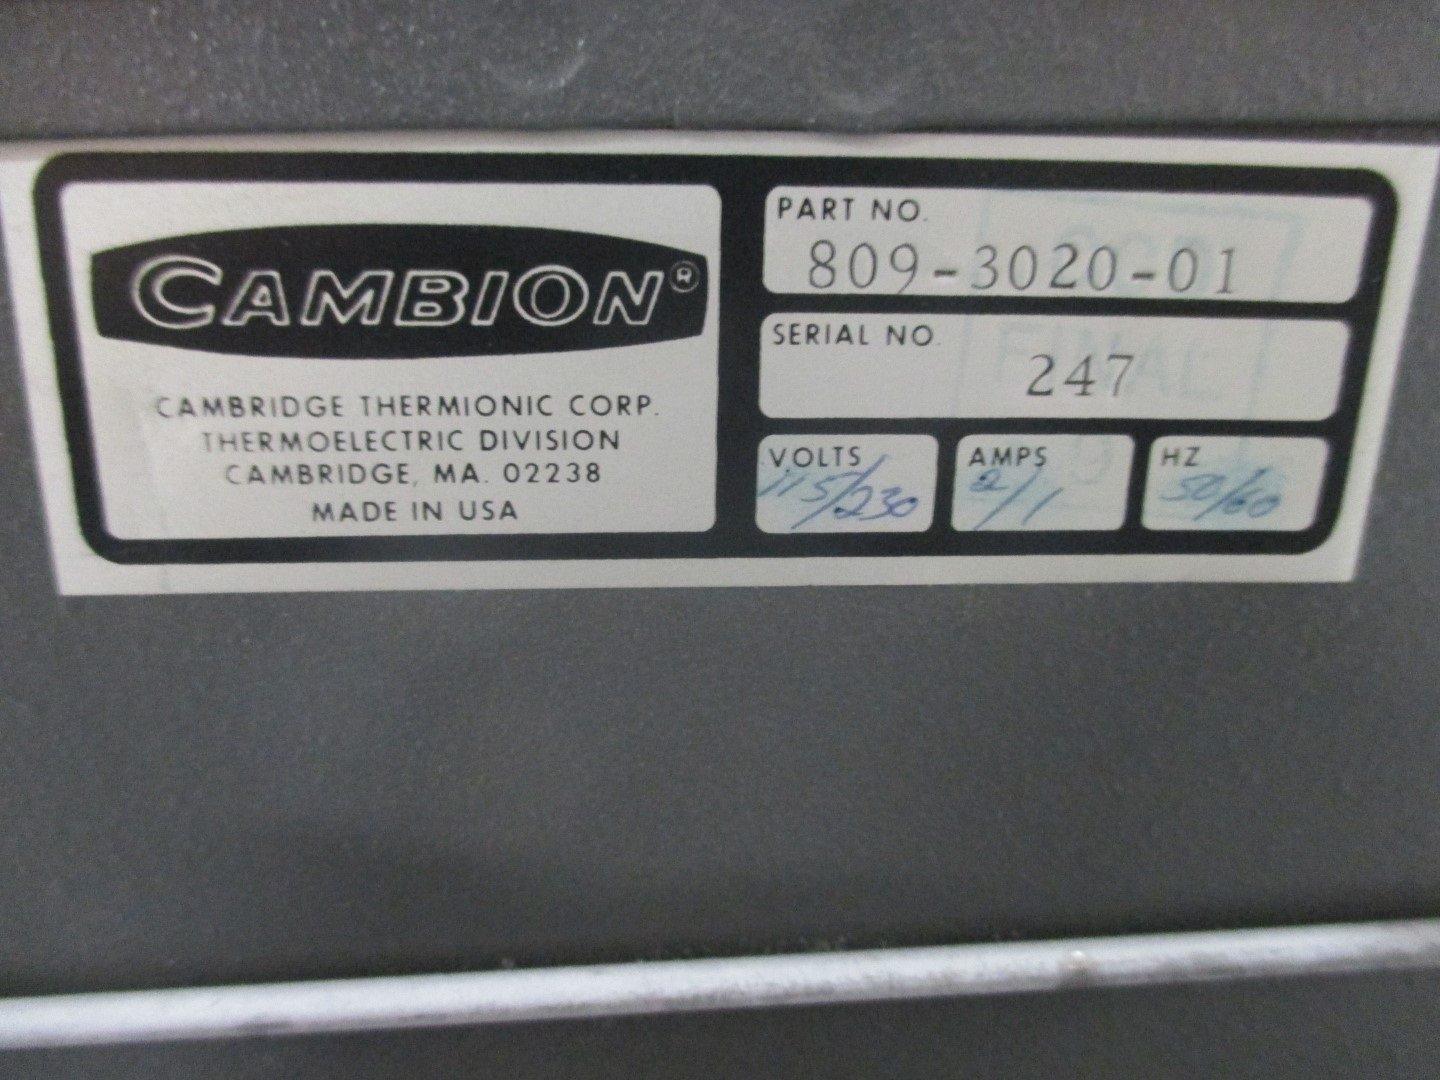 CAMBION®
CAMBRIDGE THERMIONIC CORP.
THERMOELECTRIC DIVISION
CAMBRIDGE, MA. 02238
MADE IN USA
PART NO.
809-3020-01
SERIAL NO.
247
FINAL
VOLTS
115/230
AMPS
2/1
HZ
50/60